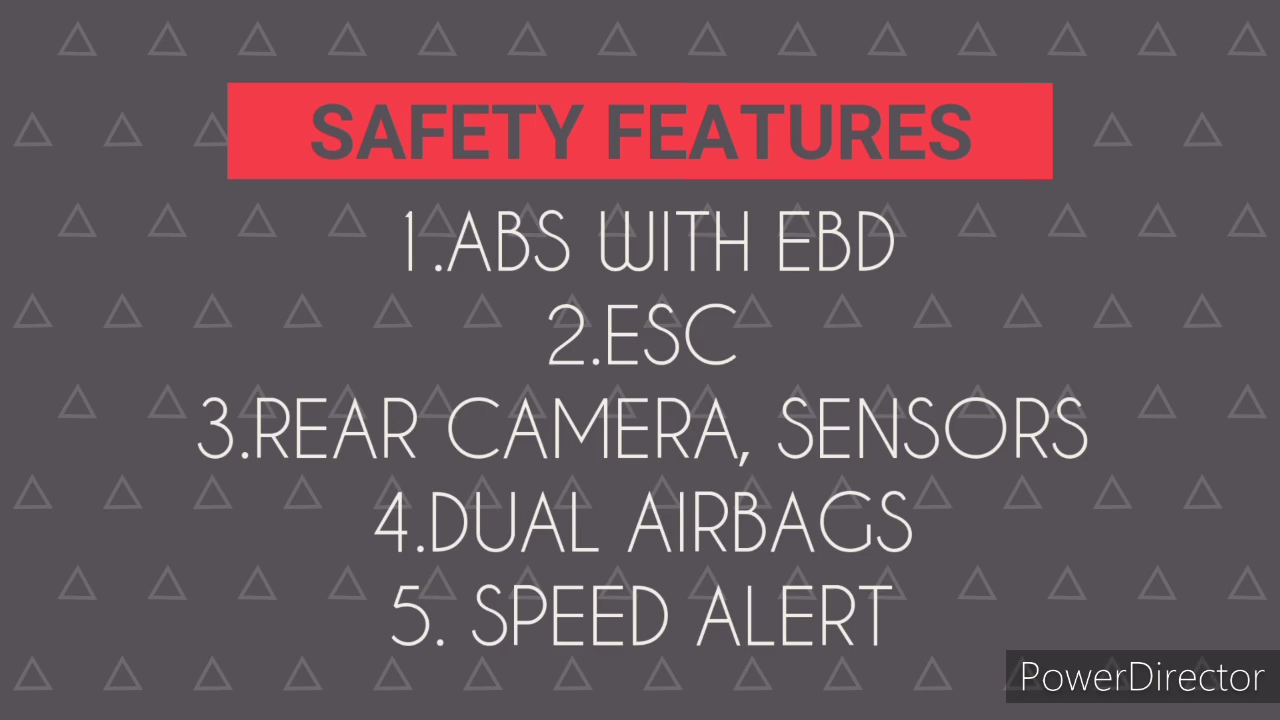 SAFETY FEATURES
1.ABS WITH EBD
2.ESC
3.REAR CAMERA, SENSORS
4.DUAL AIRBAGS
5. SPEED ALERT
PowerDirector